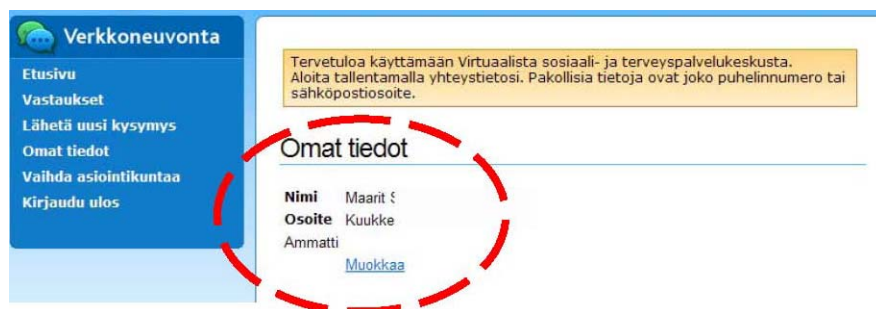 Verkkoneuvonta
Etusivu
Vastaukset
Lähetä uusi kysymys
Omat tiedot
Vaihda asiointikuntaa
Kirjaudu ulos
Tervetuloa käyttämään Virtuaalista sosiaali- ja terveyspalvelukeskusta.
Aloita tallentamalla yhteystietosi. Pakollisia tietoja ovat joko puhelinnumero tai
sähköpostiosoite.
Omat tiedot
Nimi Maarit
Osoite Kuukke
Ammatti
Muokkaa